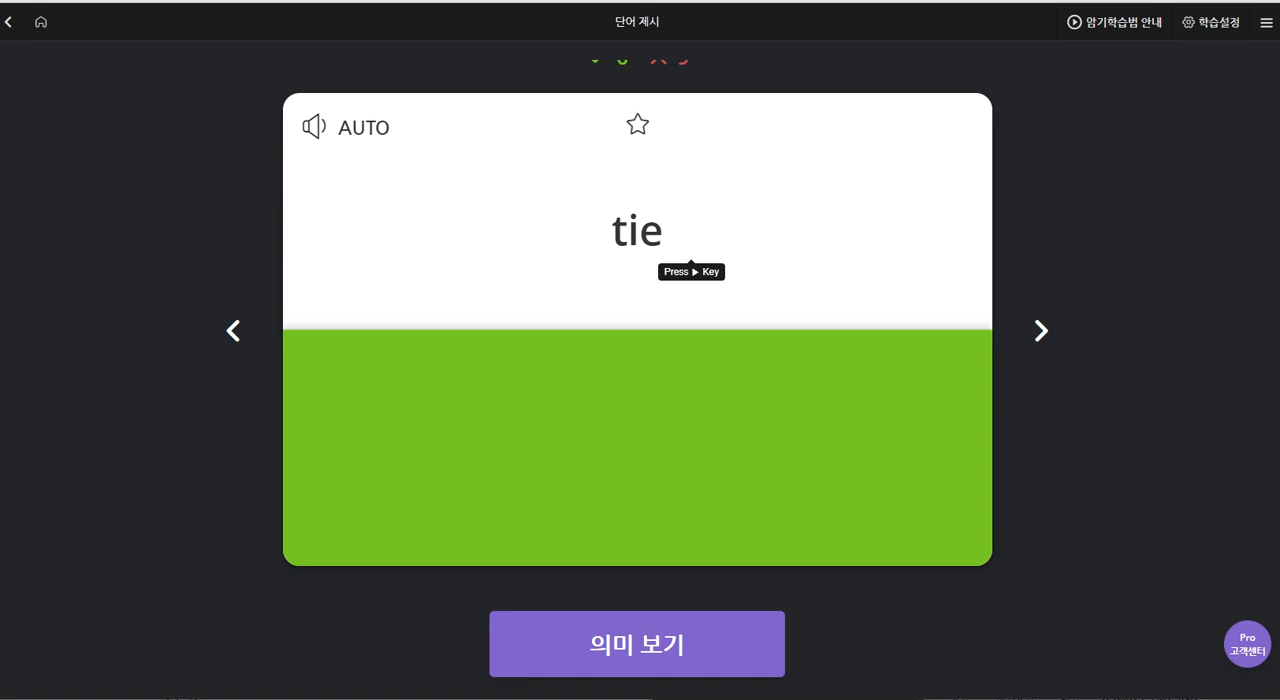 단어 제시
암기학습법 안내
학습설정
AUTO
tie
Press ▶ Key
의미 보기
Pro
고객센터